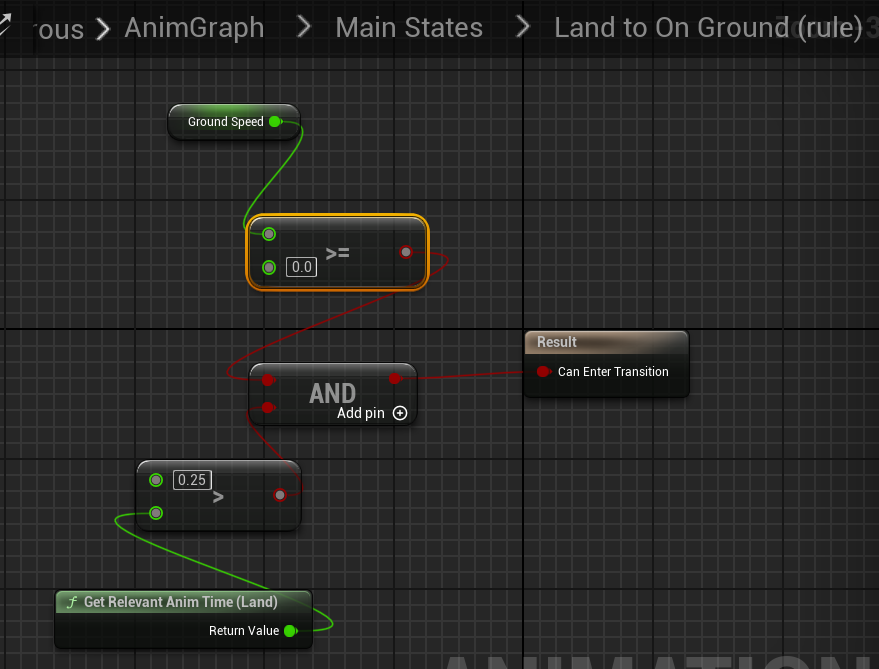 rous > AnimGraph > Main States > Land to On Ground (rule)
Ground Speed
>=
0.0
Result
AND
Can Enter Transition
Add pin
0.25
>
f Get Relevant Anim Time (Land)
Return Value
ANIMATION